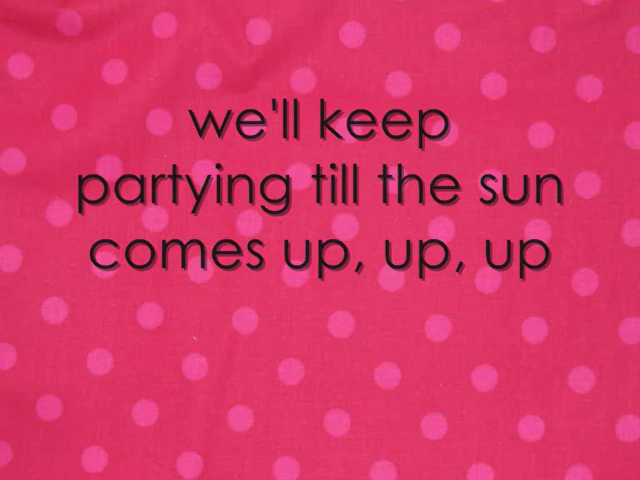 we'll keep
partying till the sun
comes up, up, up